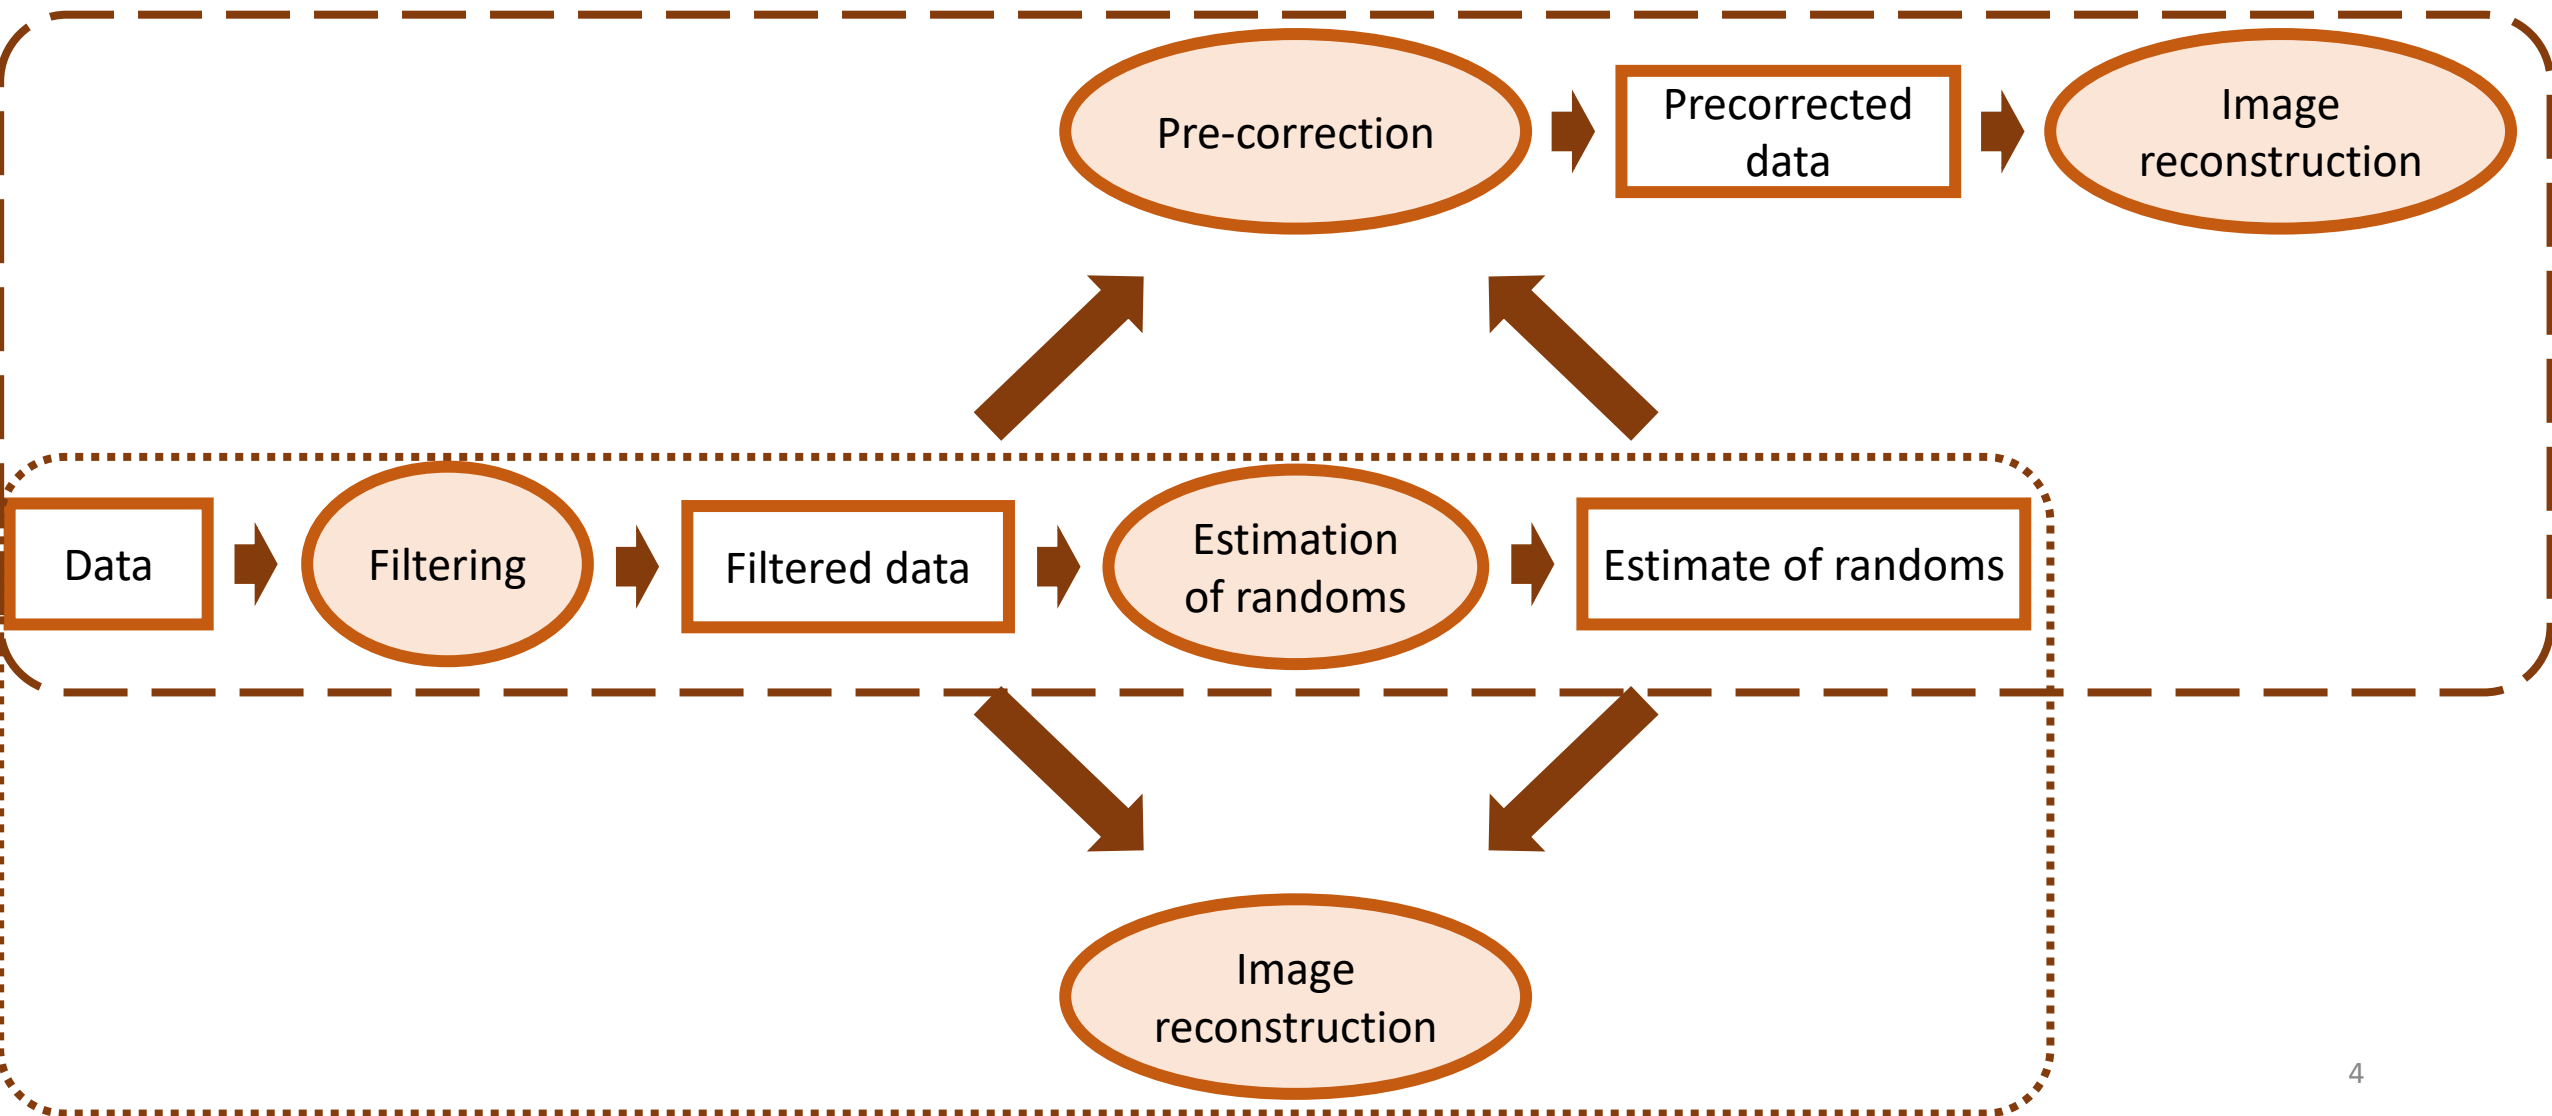 Pre-correction
Precorrected
data
Image
reconstruction
Data
Filtering
Filtered data
Estimation
of randoms
Estimate of randoms
Image
reconstruction
4